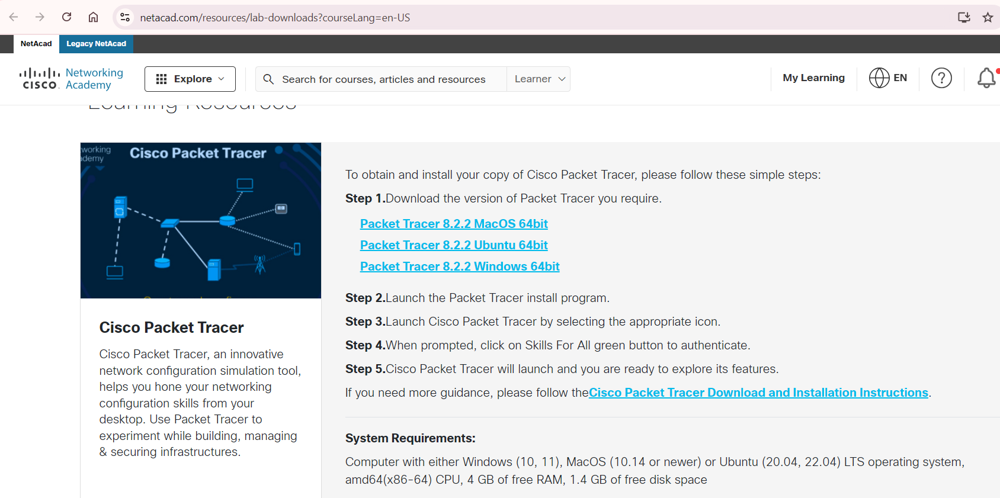 netacad.com/resources/lab-downloads?courseLang=en-US
NetAcad
Legacy NetAcad
cisco
Networking
Academy
Explore
Search for courses, articles and resources
Learner
My Learning
EN
Learning Resources
working
ademy
Cisco Packet Tracer
Cisco Packet Tracer
Cisco Packet Tracer, an innovative
network configuration simulation tool,
helps you hone your networking
configuration skills from your
desktop. Use Packet Tracer to
experiment while building, managing
& securing infrastructures.
To obtain and install your copy of Cisco Packet Tracer, please follow these simple steps:
Step 1.Download the version of Packet Tracer you require.
Packet Tracer 8.2.2 MacOS 64bit
Packet Tracer 8.2.2 Ubuntu 64bit
Packet Tracer 8.2.2 Windows 64bit
Step 2.Launch the Packet Tracer install program.
Step 3.Launch Cisco Packet Tracer by selecting the appropriate icon.
Step 4.When prompted, click on Skills For All green button to authenticate.
Step 5.Cisco Packet Tracer will launch and you are ready to explore its features.
If you need more guidance, please follow theCisco Packet Tracer Download and Installation Instructions.
System Requirements:
Computer with either Windows (10, 11), MacOS (10.14 or newer) or Ubuntu (20.04, 22.04) LTS operating system,
amd64(x86-64) CPU, 4 GB of free RAM, 1.4 GB of free disk space